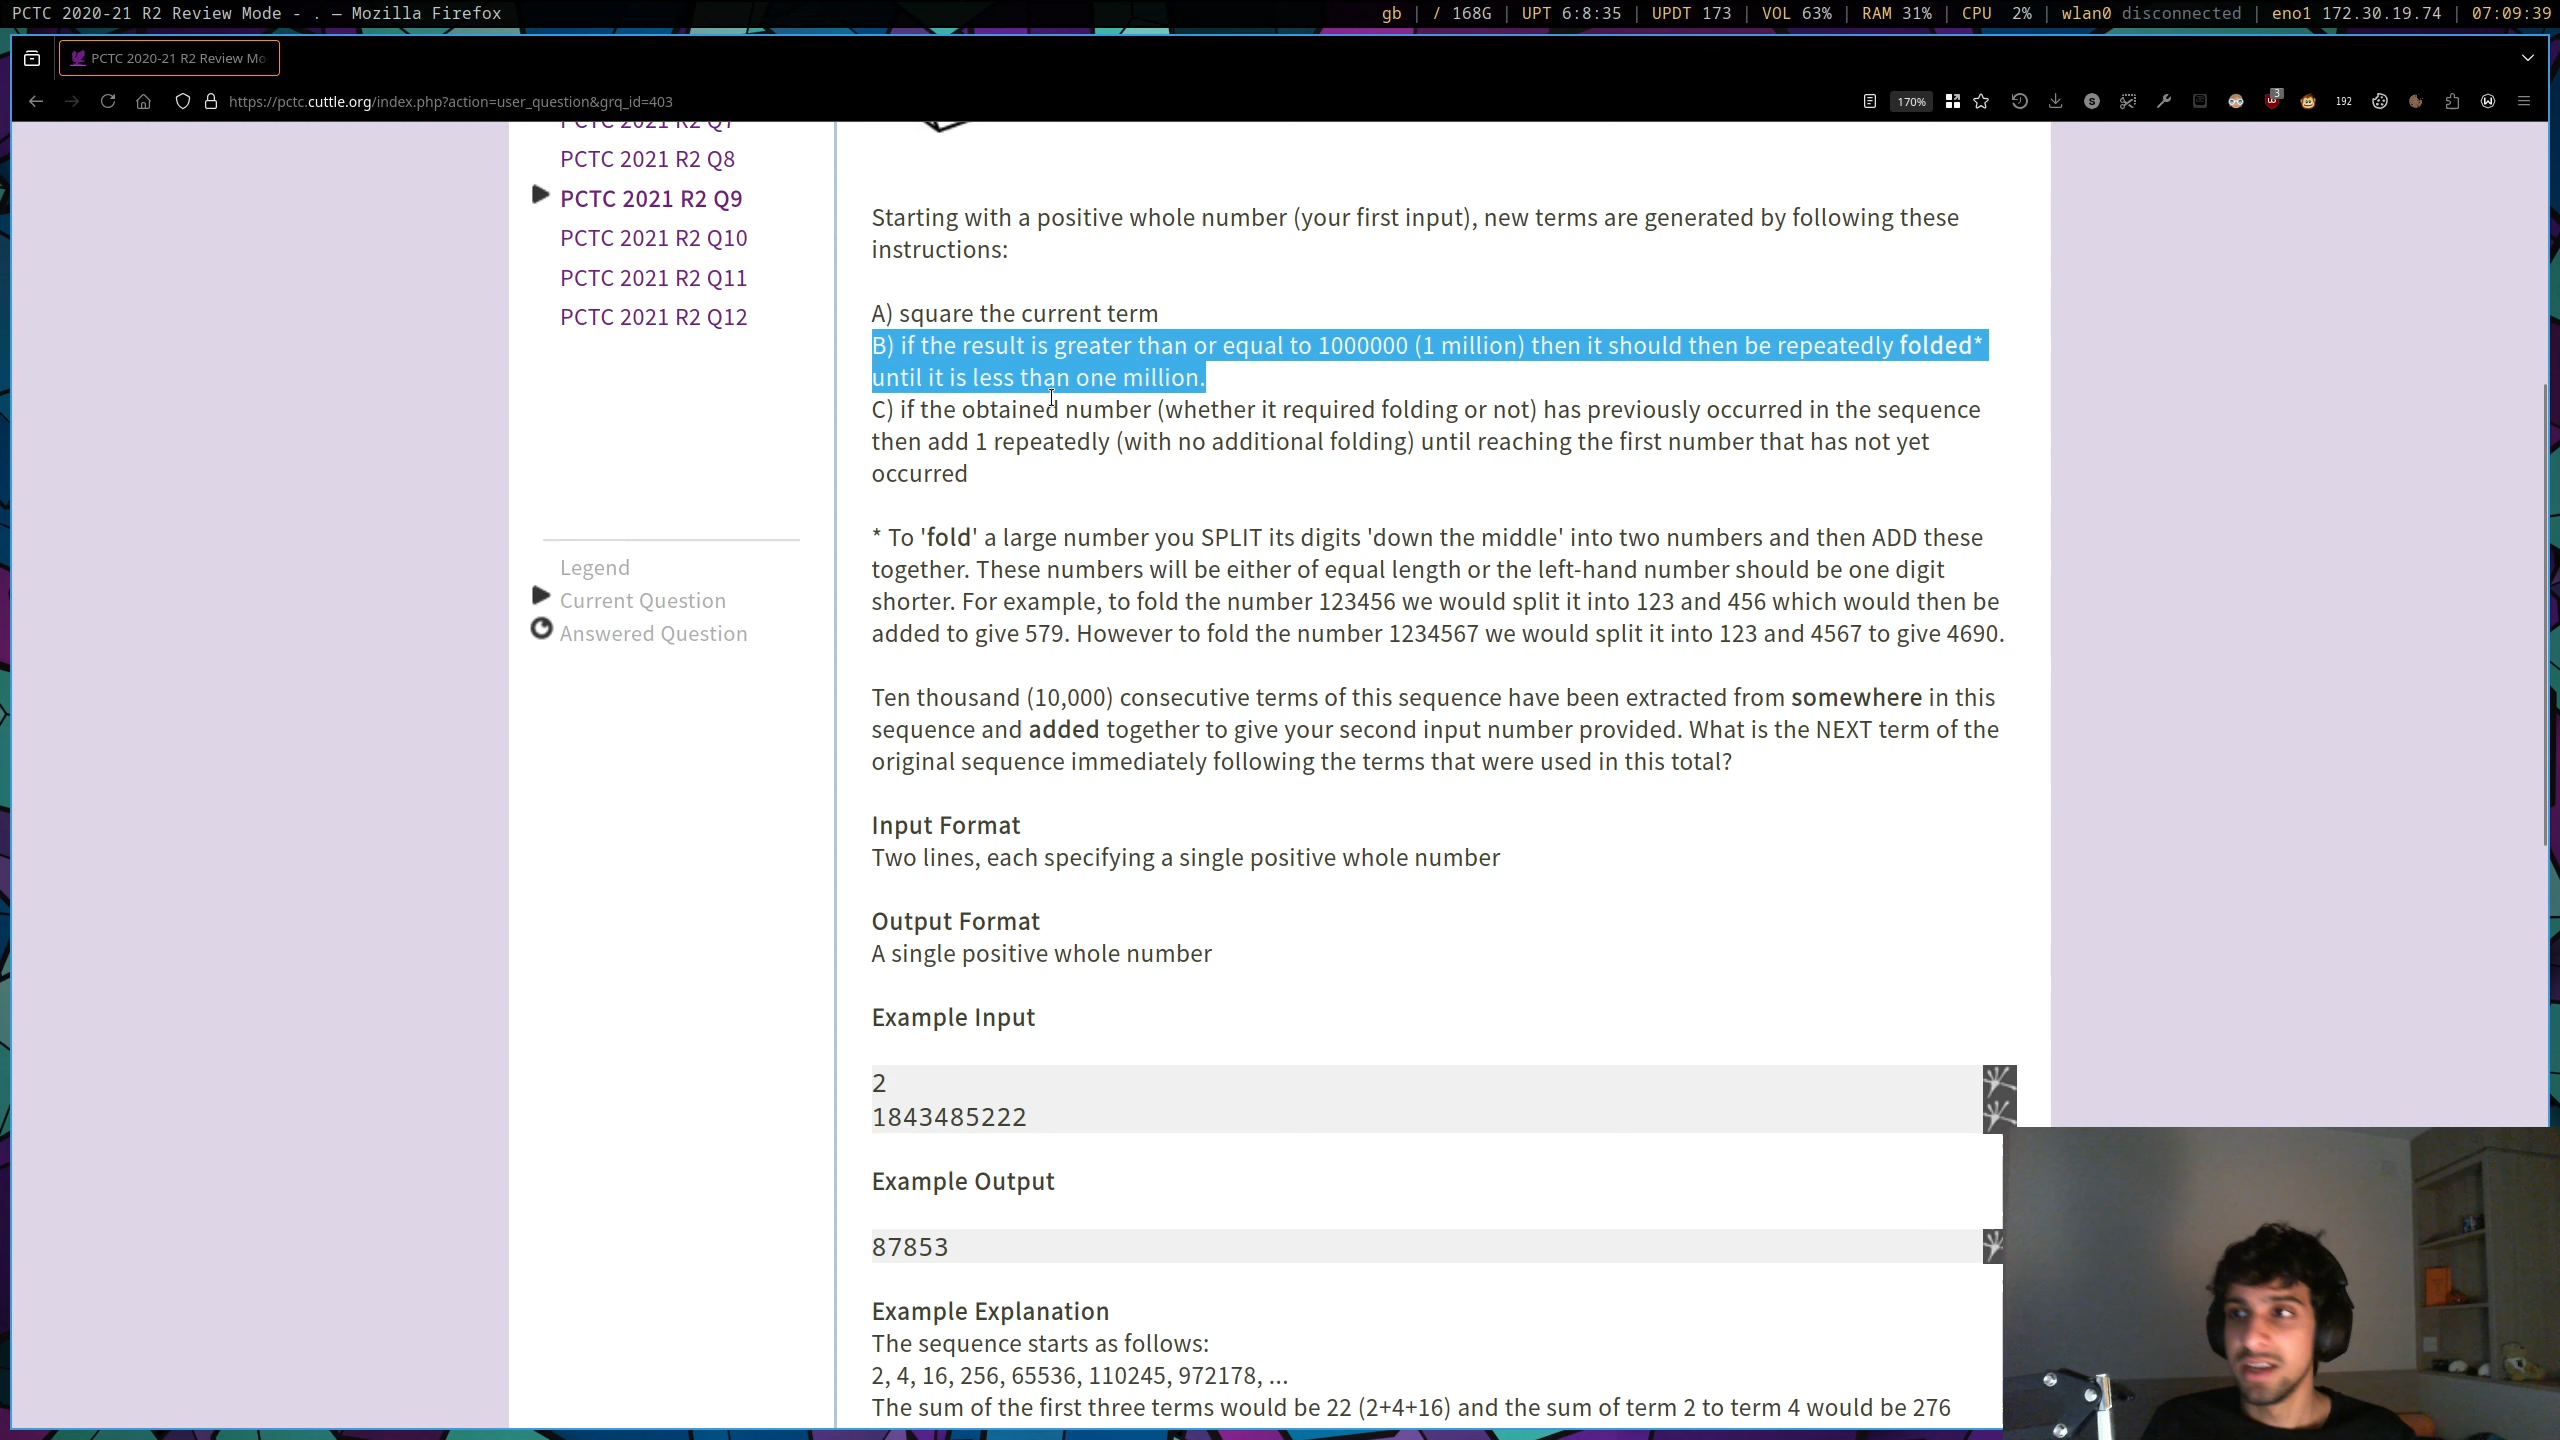 PCTC 2020-21 R2 Review Mode - . — Mozilla Firefox
gb | / 168G | UPT 6:8:35 | UPDT 173 | VOL 63% | RAM 31% | CPU 2% | wlan0 disconnected | eno1 172.30.19.74 | 07:09:39
PCTC 2020-21 R2 Review Mo
https://pctc.cuttle.org/index.php?action=user_question&grq_id=403
170%
3
192
PCTC 2021 R2 Q7
PCTC 2021 R2 Q8
PCTC 2021 R2 Q9
PCTC 2021 R2 Q10
PCTC 2021 R2 Q11
PCTC 2021 R2 Q12
Legend
Current Question
Answered Question
Starting with a positive whole number (your first input), new terms are generated by following these
instructions:
A) square the current term
B) if the result is greater than or equal to 1000000 (1 million) then it should then be repeatedly folded*
until it is less than one million.
C) if the obtained number (whether it required folding or not) has previously occurred in the sequence
then add 1 repeatedly (with no additional folding) until reaching the first number that has not yet
occurred
* To 'fold' a large number you SPLIT its digits 'down the middle' into two numbers and then ADD these
together. These numbers will be either of equal length or the left-hand number should be one digit
shorter. For example, to fold the number 123456 we would split it into 123 and 456 which would then be
added to give 579. However to fold the number 1234567 we would split it into 123 and 4567 to give 4690.
Ten thousand (10,000) consecutive terms of this sequence have been extracted from somewhere in this
sequence and added together to give your second input number provided. What is the NEXT term of the
original sequence immediately following the terms that were used in this total?
Input Format
Two lines, each specifying a single positive whole number
Output Format
A single positive whole number
Example Input
2
1843485222
Example Output
87853
Example Explanation
The sequence starts as follows:
2, 4, 16, 256, 65536, 110245, 972178, ...
The sum of the first three terms would be 22 (2+4+16) and the sum of term 2 to term 4 would be 276